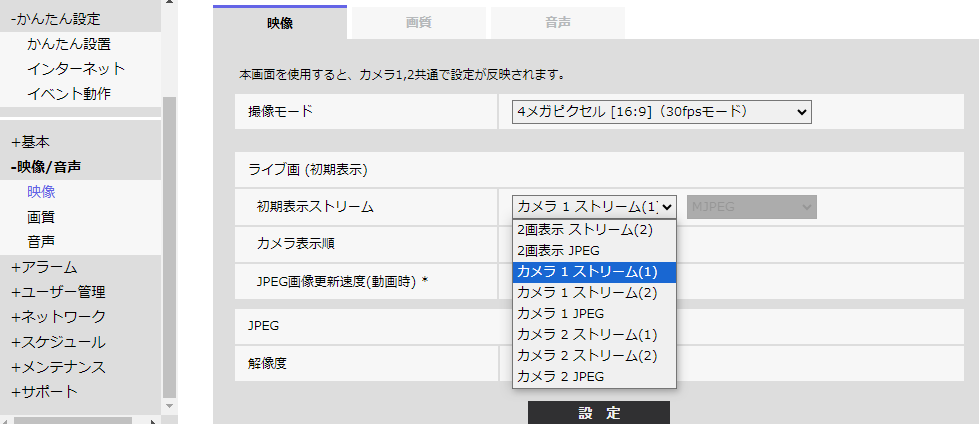 -かんたん設定
かんたん設置
インターネット
イベント動作
+基本
-映像/音声
映像
画質
音声
+アラーム
+ユーザー管理
+ネットワーク
+スケジュール
+メンテナンス
+サポート
映像 画質 音声
本画面を使用すると、カメラ1,2共通で設定が反映されます。
撮像モード 4メガピクセル [16:9]（30fpsモード）
ライブ画 (初期表示)
初期表示ストリーム カメラ 1 ストリーム(1) MJPEG
2画表示 ストリーム(2)
カメラ表示順
2画表示 JPEG
カメラ 1 ストリーム(1)
JPEG画像更新速度(動画時) *
カメラ 1 ストリーム(2)
カメラ 1 JPEG
JPEG
カメラ 2 ストリーム(1)
カメラ 2 ストリーム(2)
解像度
カメラ 2 JPEG
設 定